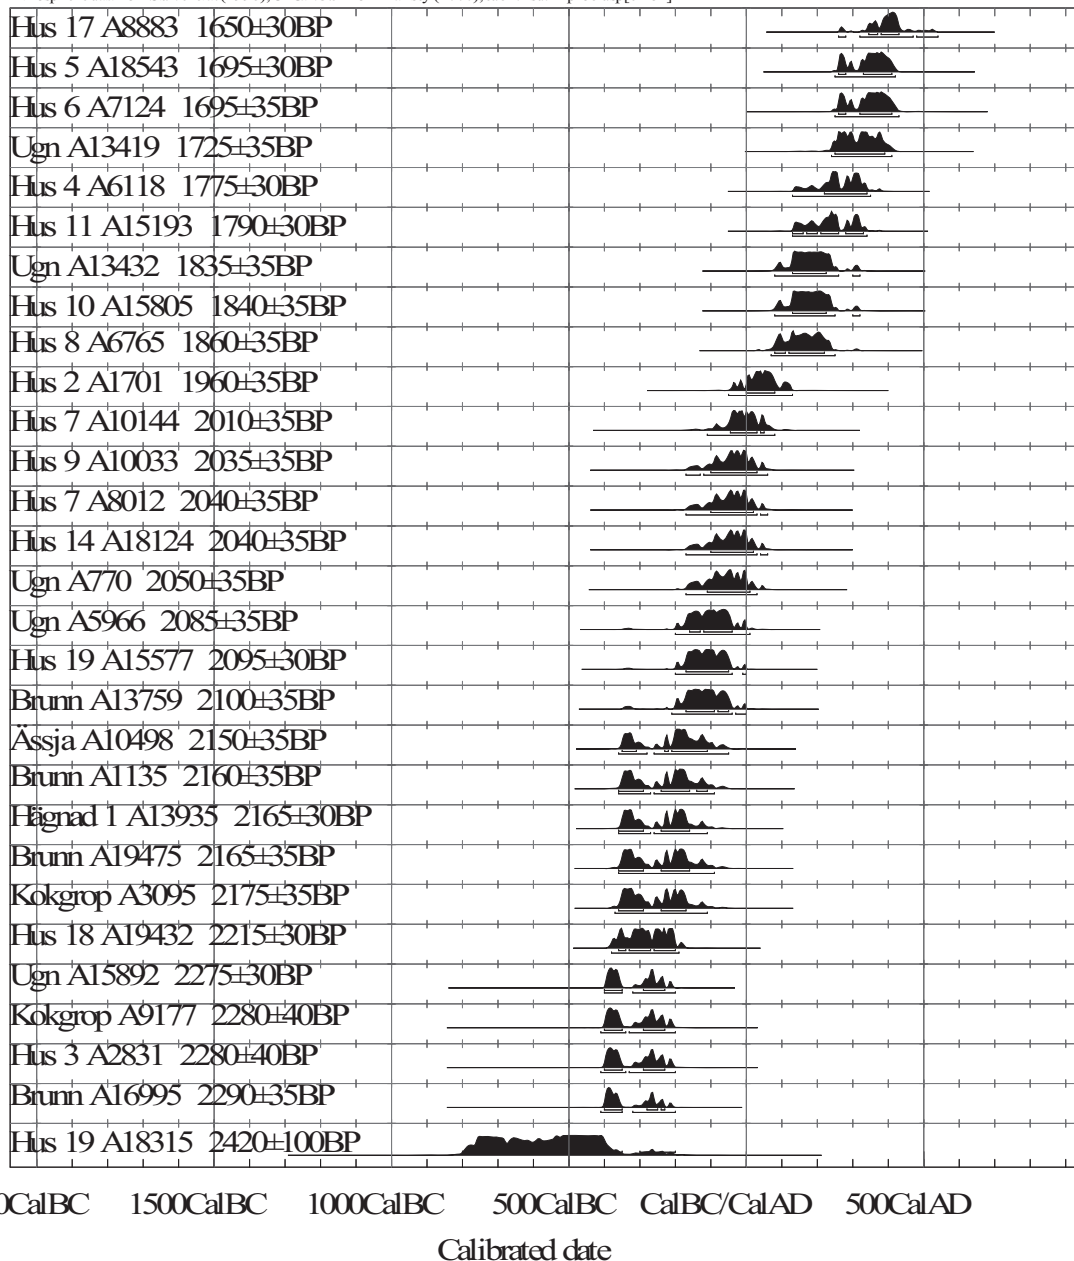 Hus 17 A8883 1650±30BP
Hus 5 A18543 1695±30BP
Hus 6 A7124 1695±35BP
Ugn A13419 1725±35BP
Hus 4 A6118 1775±30BP
Hus 11 A15193 1790±30BP
Ugn A13432 1835±35BP
Hus 10 A15805 1840±35BP
Hus 8 A6765 1860±35BP
Hus 2 A1701 1960±35BP
Hus 7 A10144 2010±35BP
Hus 9 A10033 2035±35BP
Hus 7 A8012 2040±35BP
Hus 14 A18124 2040±35BP
Ugn A770 2050±35BP
Ugn A5966 2085±35BP
Hus 19 A15577 2095±30BP
Brunn A13759 2100±35BP
Ässja A10498 2150±35BP
Brunn A1135 2160±35BP
Hägnad 1 A13935 2165±30BP
Brunn A19475 2165±35BP
Kokgrop A3095 2175±35BP
Hus 18 A19432 2215±30BP
Ugn A15892 2275±30BP
Kokgrop A9177 2280±40BP
Hus 3 A2831 2280±40BP
Brunn A16995 2290±35BP
Hus 19 A18315 2420±100BP
0CalBC 1500CalBC 1000CalBC 500CalBC CalBC/CalAD 500CalAD
Calibrated date